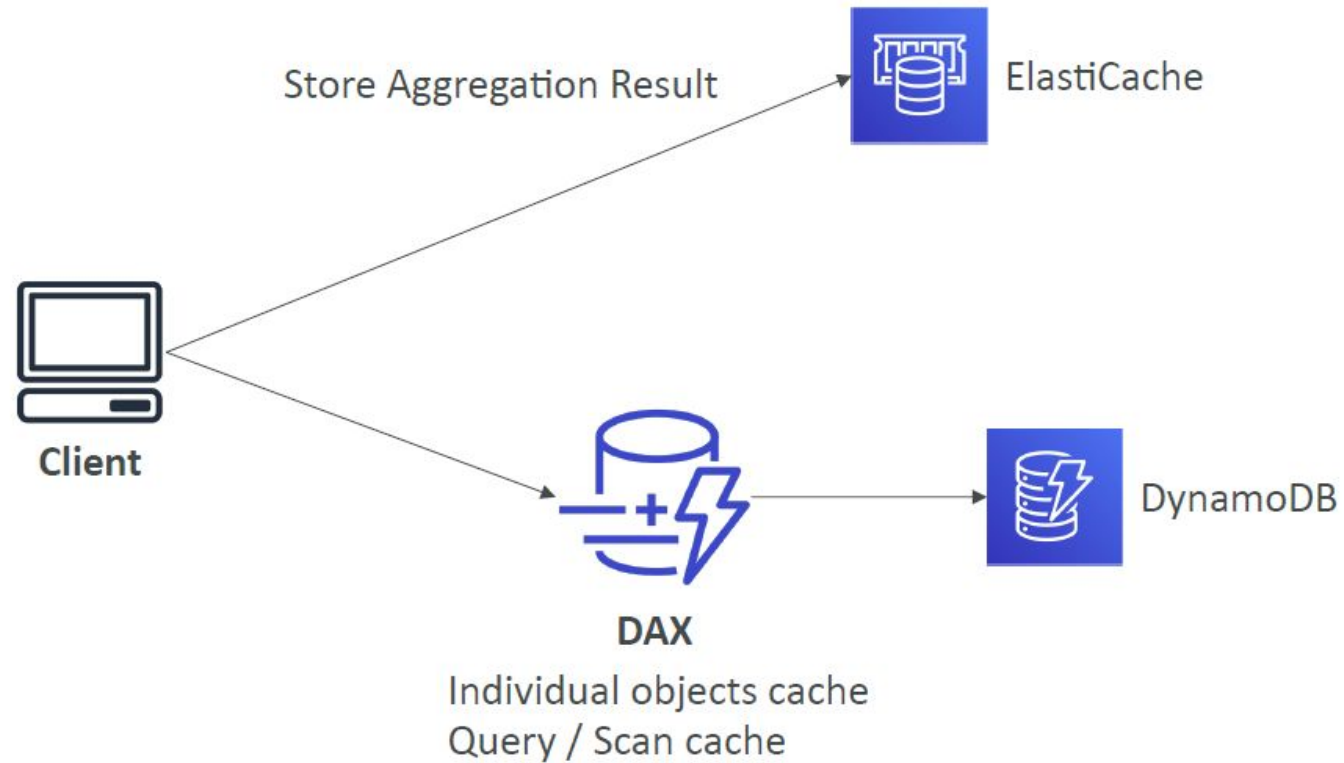 Store Aggregation Result
ElastiCache
Client
DynamoDB
DAX
Individual objects cache
Query / Scan cache